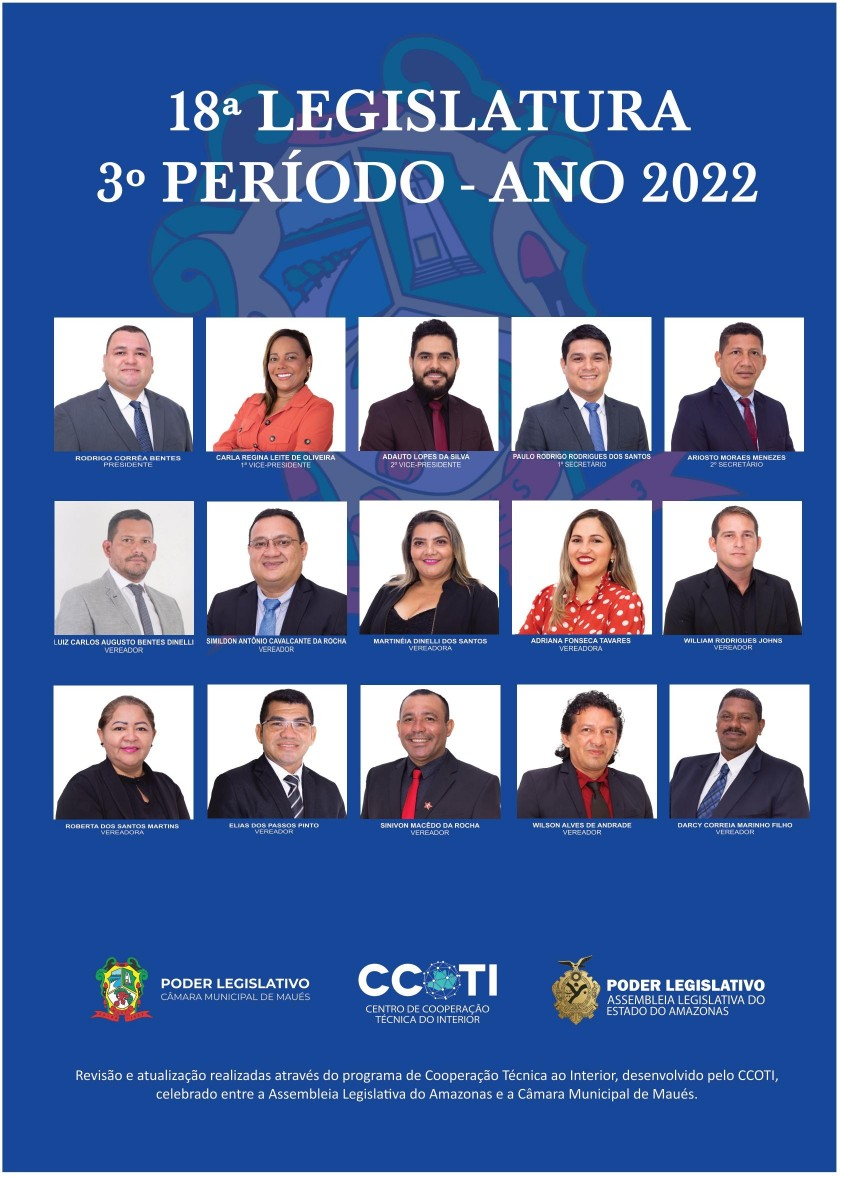 18ª LEGISLATURA
3º PERÍODO - ANO 2022
RODRIGO CORRÊA BENTES
PRESIDENTE
CARLA REGINA LEITE DE OLIVEIRA
1º VICE-PRESIDENTE
ADAUTO LOPES DA SILVA
2º VICE-PRESIDENTE
PAULO RODRIGO RODRIGUES DOS SANTOS
1º SECRETÁRIO
ARIOSTO MORAES MENEZES
2º SECRETÁRIO
LUIZ CARLOS AUGUSTO BENTES DINELLI
VEREADOR
SIMILDON ANTÔNIO CAVALCANTE DA ROCHA
VEREADOR
MARTINÉIA DINELLI DOS SANTOS
VEREADORA
ADRIANA FONSECA TAVARES
VEREADORA
WILLIAM RODRIGUES JOHNS
VEREADOR
ROBERTA DOS SANTOS MARTINS
VEREADORA
ELIAS DOS PASSOS PINTO
VEREADOR
SINIVON MACÊDO DA ROCHA
VEREADOR
WILSON ALVES DE ANDRADE
VEREADOR
DARCY CORREIA MARINHO FILHO
VEREADOR
PODER LEGISLATIVO
CÂMARA MUNICIPAL DE MAUÉS
CCOTI
CENTRO DE COOPERAÇÃO
TÉCNICA DO INTERIOR
PODER LEGISLATIVO
ASSEMBLEIA LEGISLATIVA DO
ESTADO DO AMAZONAS
Revisão e atualização realizadas através do programa de Cooperação Técnica ao Interior, desenvolvido pelo CCOTI,
celebrado entre a Assembleia Legislativa do Amazonas e a Câmara Municipal de Maués.